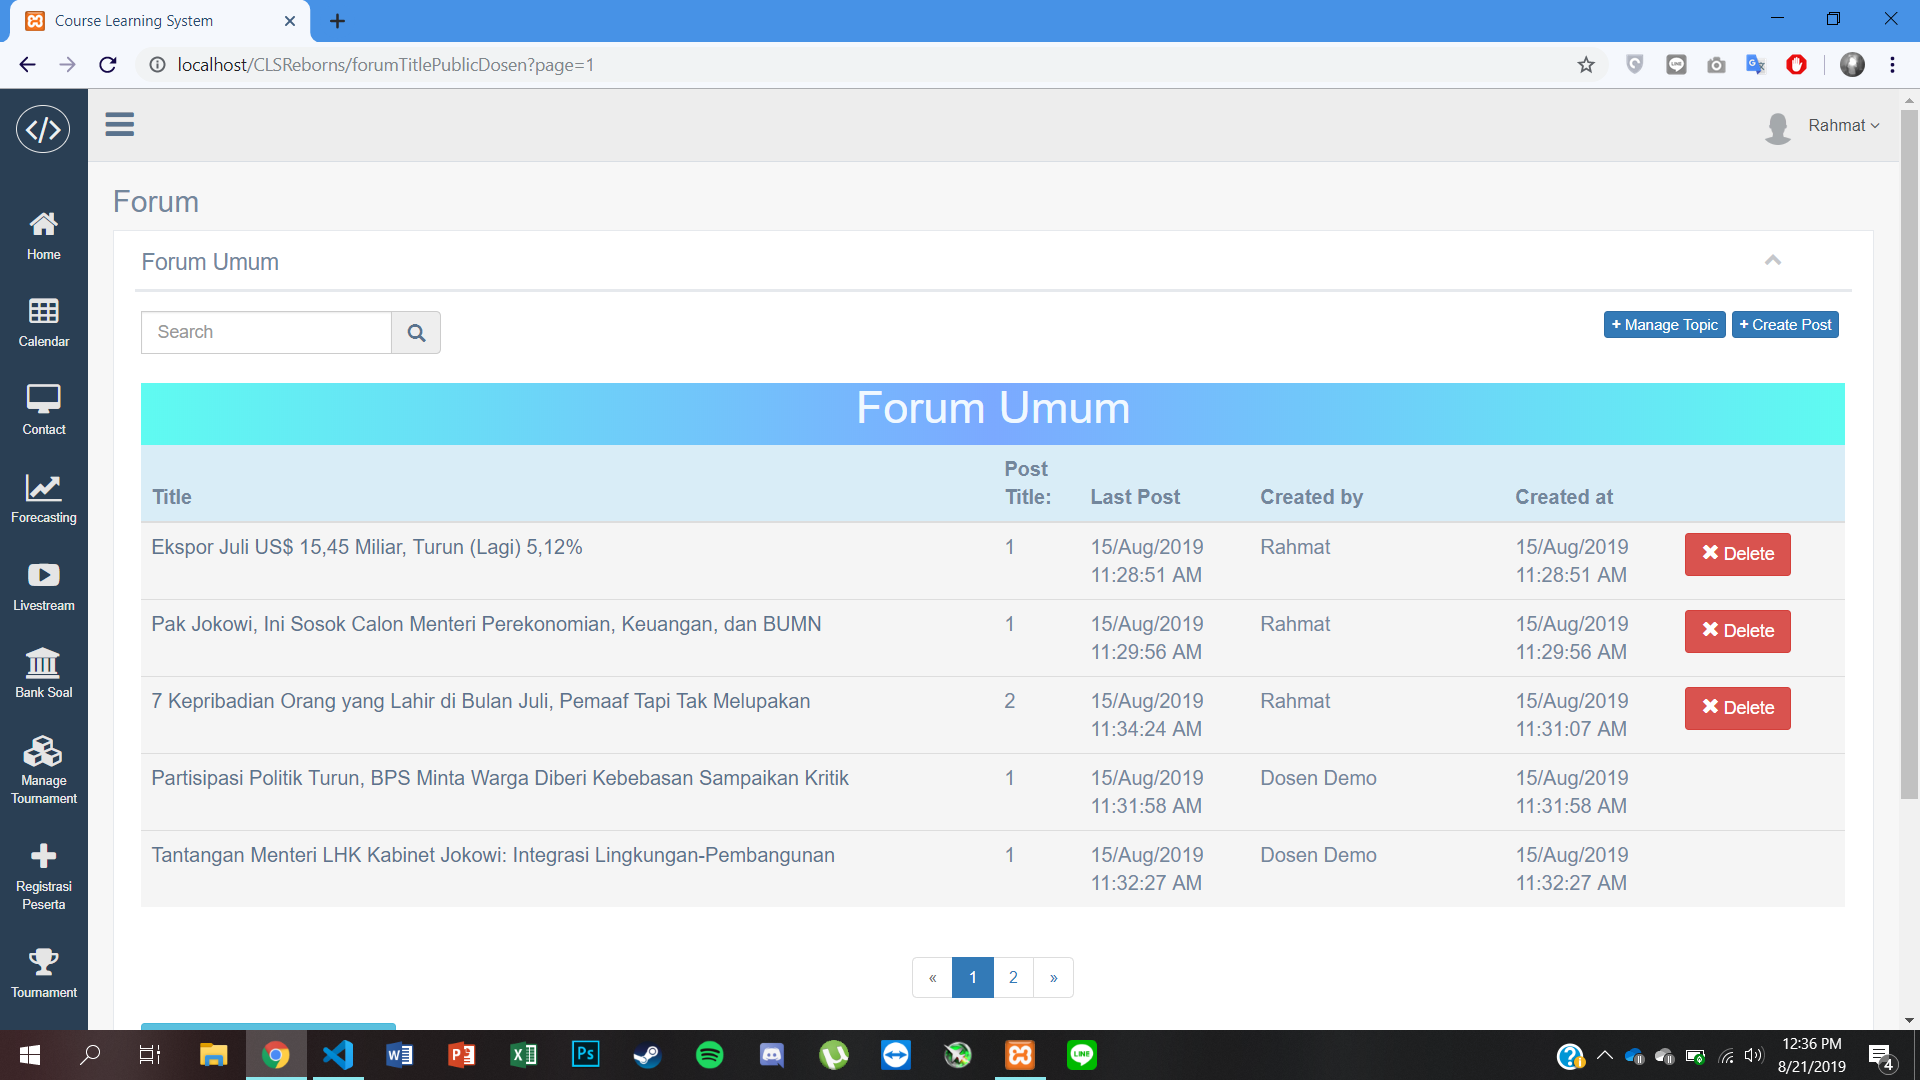 Course Learning System
localhost/CLSReborns/forumTitlePublicDosen?page=1
Rahmat
Home
Calendar
Contact
Forecasting
Livestream
Bank Soal
Manage
Tournament
Registrasi
Peserta
Tournament
Forum
Forum Umum
Search
+ Manage Topic
+ Create Post
Forum Umum
Title
Post
Title:
Last Post
Created by
Created at
Ekspor Juli US$ 15,45 Miliar, Turun (Lagi) 5,12%
1
15/Aug/2019
11:28:51 AM
Rahmat
15/Aug/2019
11:28:51 AM
Delete
Pak Jokowi, Ini Sosok Calon Menteri Perekonomian, Keuangan, dan BUMN
1
15/Aug/2019
11:29:56 AM
Rahmat
15/Aug/2019
11:29:56 AM
Delete
7 Kepribadian Orang yang Lahir di Bulan Juli, Pemaaf Tapi Tak Melupakan
2
15/Aug/2019
11:34:24 AM
Rahmat
15/Aug/2019
11:31:07 AM
Delete
Partisipasi Politik Turun, BPS Minta Warga Diberi Kebebasan Sampaikan Kritik
1
15/Aug/2019
11:31:58 AM
Dosen Demo
15/Aug/2019
11:31:58 AM
Tantangan Menteri LHK Kabinet Jokowi: Integrasi Lingkungan-Pembangunan
1
15/Aug/2019
11:32:27 AM
Dosen Demo
15/Aug/2019
11:32:27 AM
« 1 2 »
Ps
LINE
12:36 PM
8/21/2019
4